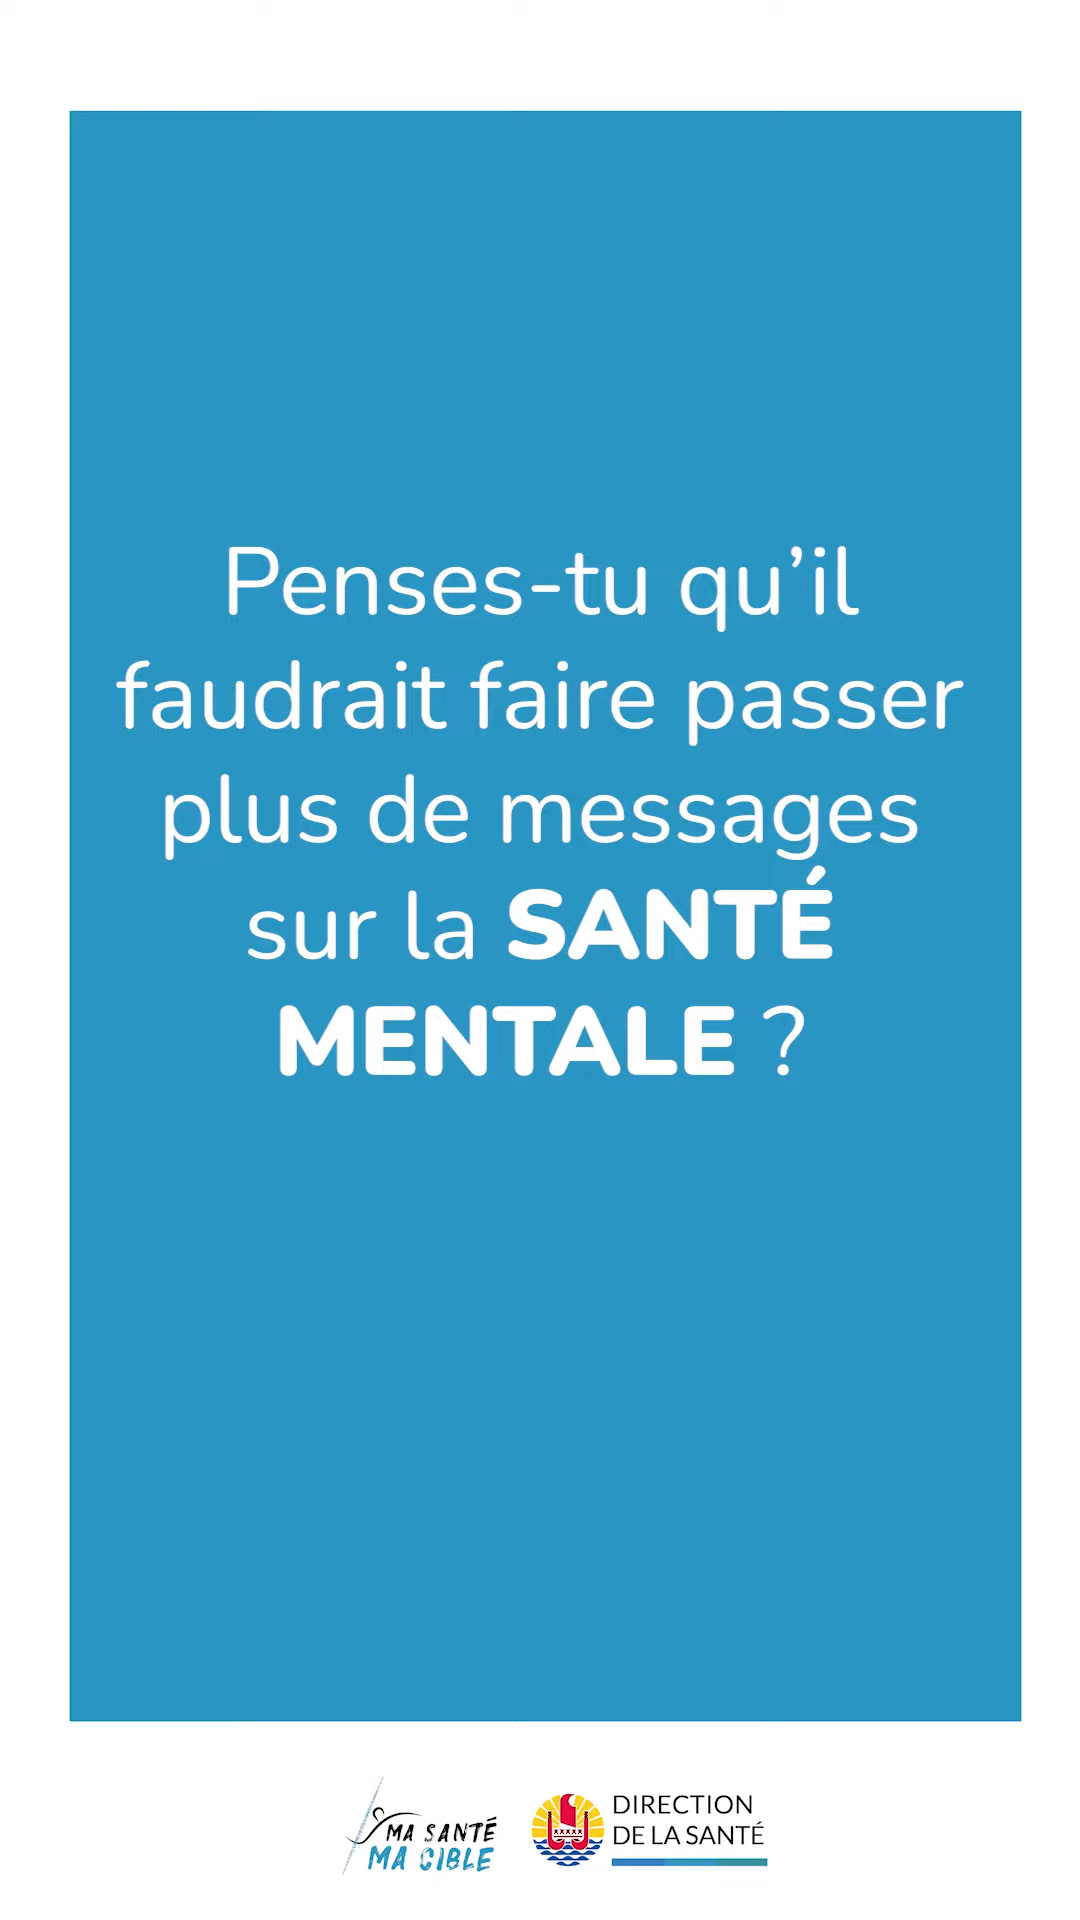 Penses-tu qu’il
faudrait faire passer
plus de messages
sur la SANTÉ
MENTALE ?
MA SANTÉ
MA CIBLE
DIRECTION
DE LA SANTÉ